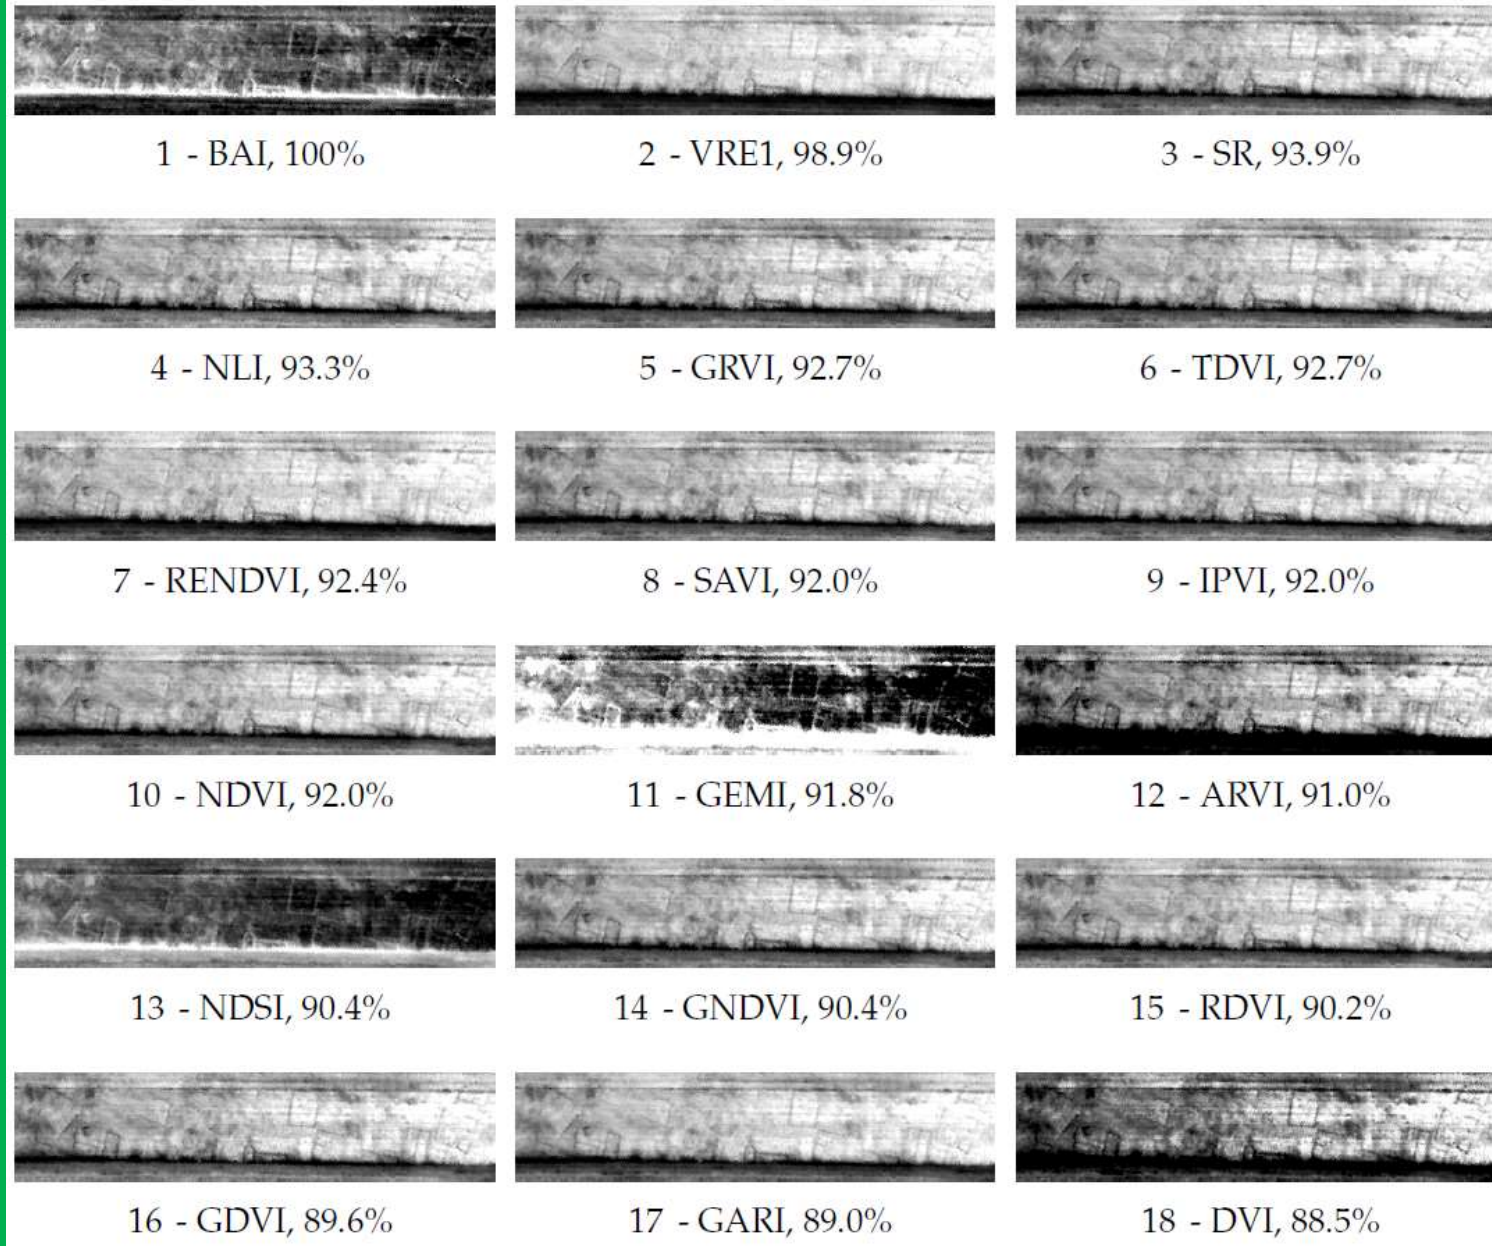 1 - BAI, 100%
2 - VRE1, 98.9%
3 - SR, 93.9%
4 - NLI, 93.3%
5 - GRVI, 92.7%
6 - TDVI, 92.7%
7 - RENDVI, 92.4%
8 - SAVI, 92.0%
9 - IPVI, 92.0%
10 - NDVI, 92.0%
11 - GEMI, 91.8%
12 - ARVI, 91.0%
13 - NDSI, 90.4%
14 - GNDVI, 90.4%
15 - RDVI, 90.2%
16 - GDVI, 89.6%
17 - GARI, 89.0%
18 - DVI, 88.5%